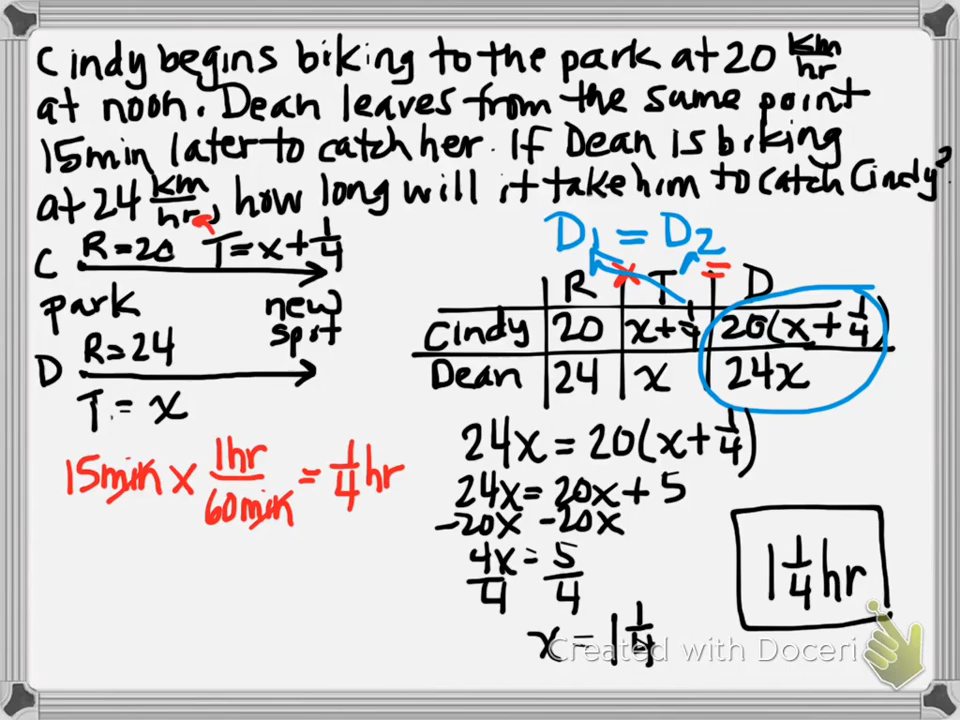 Cindy begins biking to the park at 20 km/hr
at noon. Dean leaves from the same point
15min later to catch her. If Dean is biking
at 24 km/hr, how long will it take him to catch Cindy?
C R=20 T=x+1/4
park new spot
D R=24
T=x
15min x 1hr/60min = 1/4 hr
D1 = D2
R x T = D
Cindy 20 x+1/4 20(x+1/4)
Dean 24 x 24x
24x=20(x+1/4)
24x=20x+5
-20x -20x
4x/4=5/4
x=1 1/4
1 1/4 hr
Created with Doceri